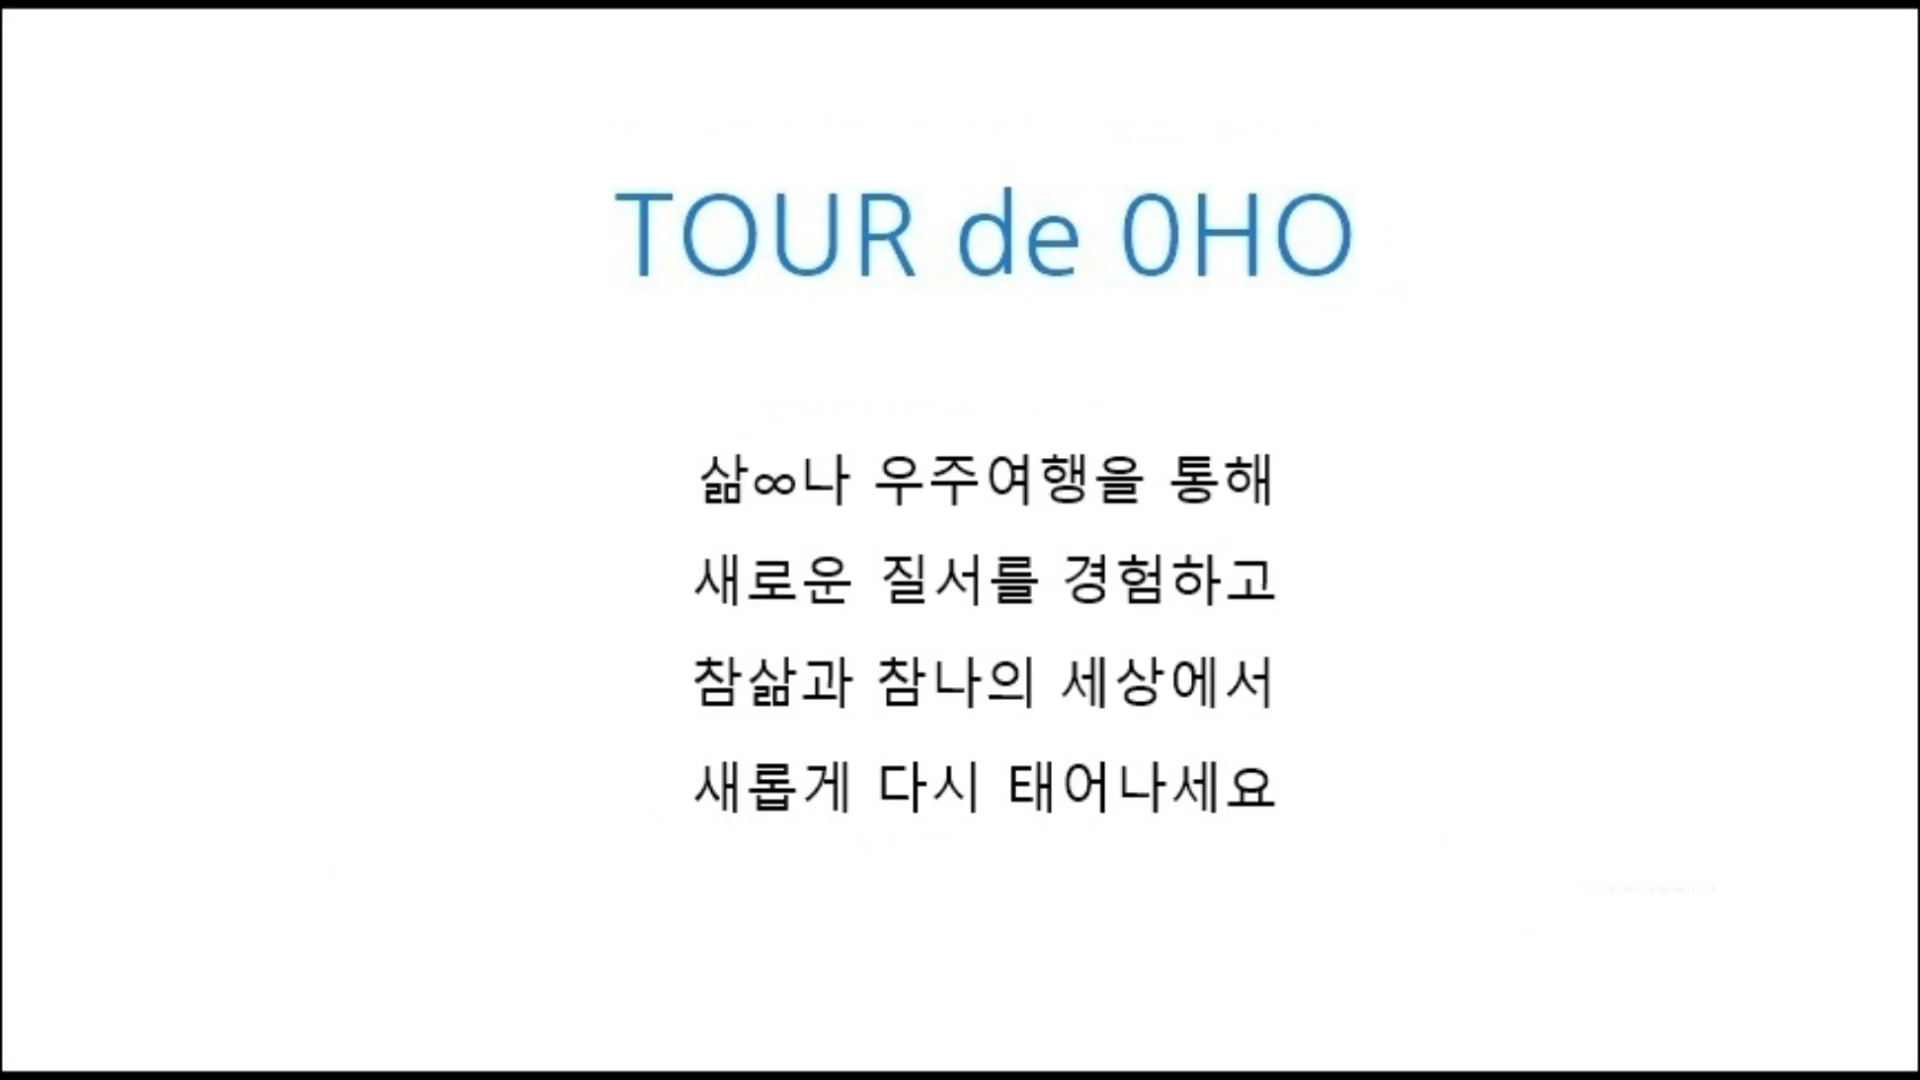 TOUR de 0HO
삶∞나 우주여행을 통해
새로운 질서를 경험하고
참삶과 참나의 세상에서
새롭게 다시 태어나세요